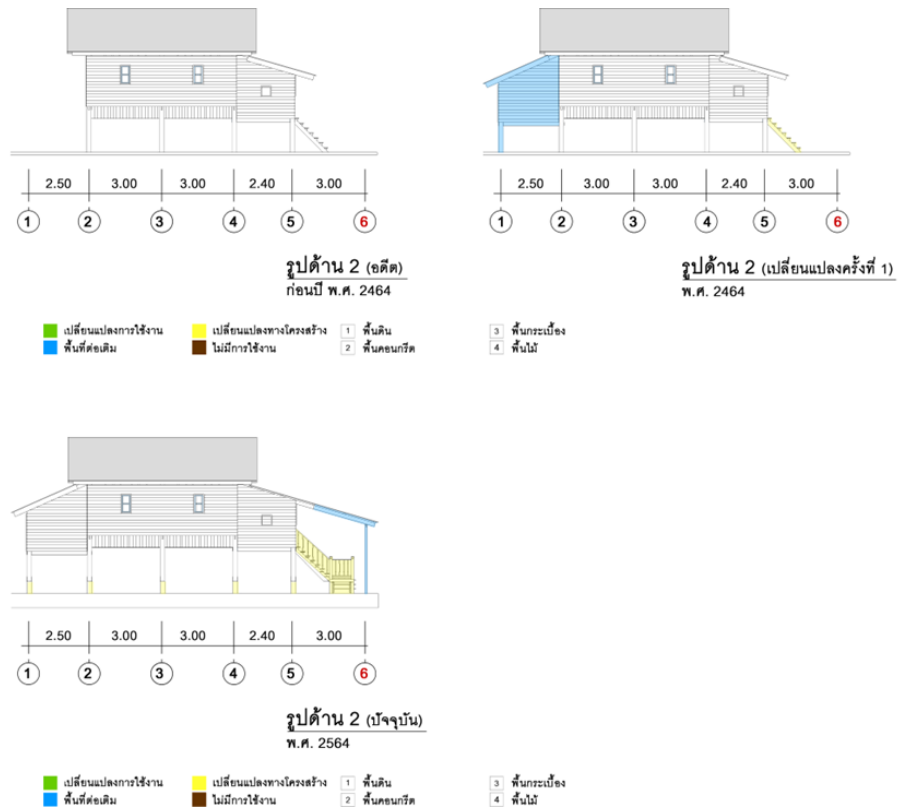 2.50 3.00 3.00 2.40 3.00
1 2 3 4 5 6
รูปด้าน 2 (อดีต)
ก่อนปี พ.ศ. 2464
2.50 3.00 3.00 2.40 3.00
1 2 3 4 5 6
รูปด้าน 2 (เปลี่ยนแปลงครั้งที่ 1)
พ.ศ. 2464
เปลี่ยนแปลงการใช้งาน เปลี่ยนแปลงทางโครงสร้าง 1 พื้นดิน 3 พื้นกระเบื้อง
พื้นที่ต่อเติม ไม่มีการใช้งาน 2 พื้นคอนกรีต 4 พื้นไม้
2.50 3.00 3.00 2.40 3.00
1 2 3 4 5 6
รูปด้าน 2 (ปัจจุบัน)
พ.ศ. 2564
เปลี่ยนแปลงการใช้งาน เปลี่ยนแปลงทางโครงสร้าง 1 พื้นดิน 3 พื้นกระเบื้อง
พื้นที่ต่อเติม ไม่มีการใช้งาน 2 พื้นคอนกรีต 4 พื้นไม้